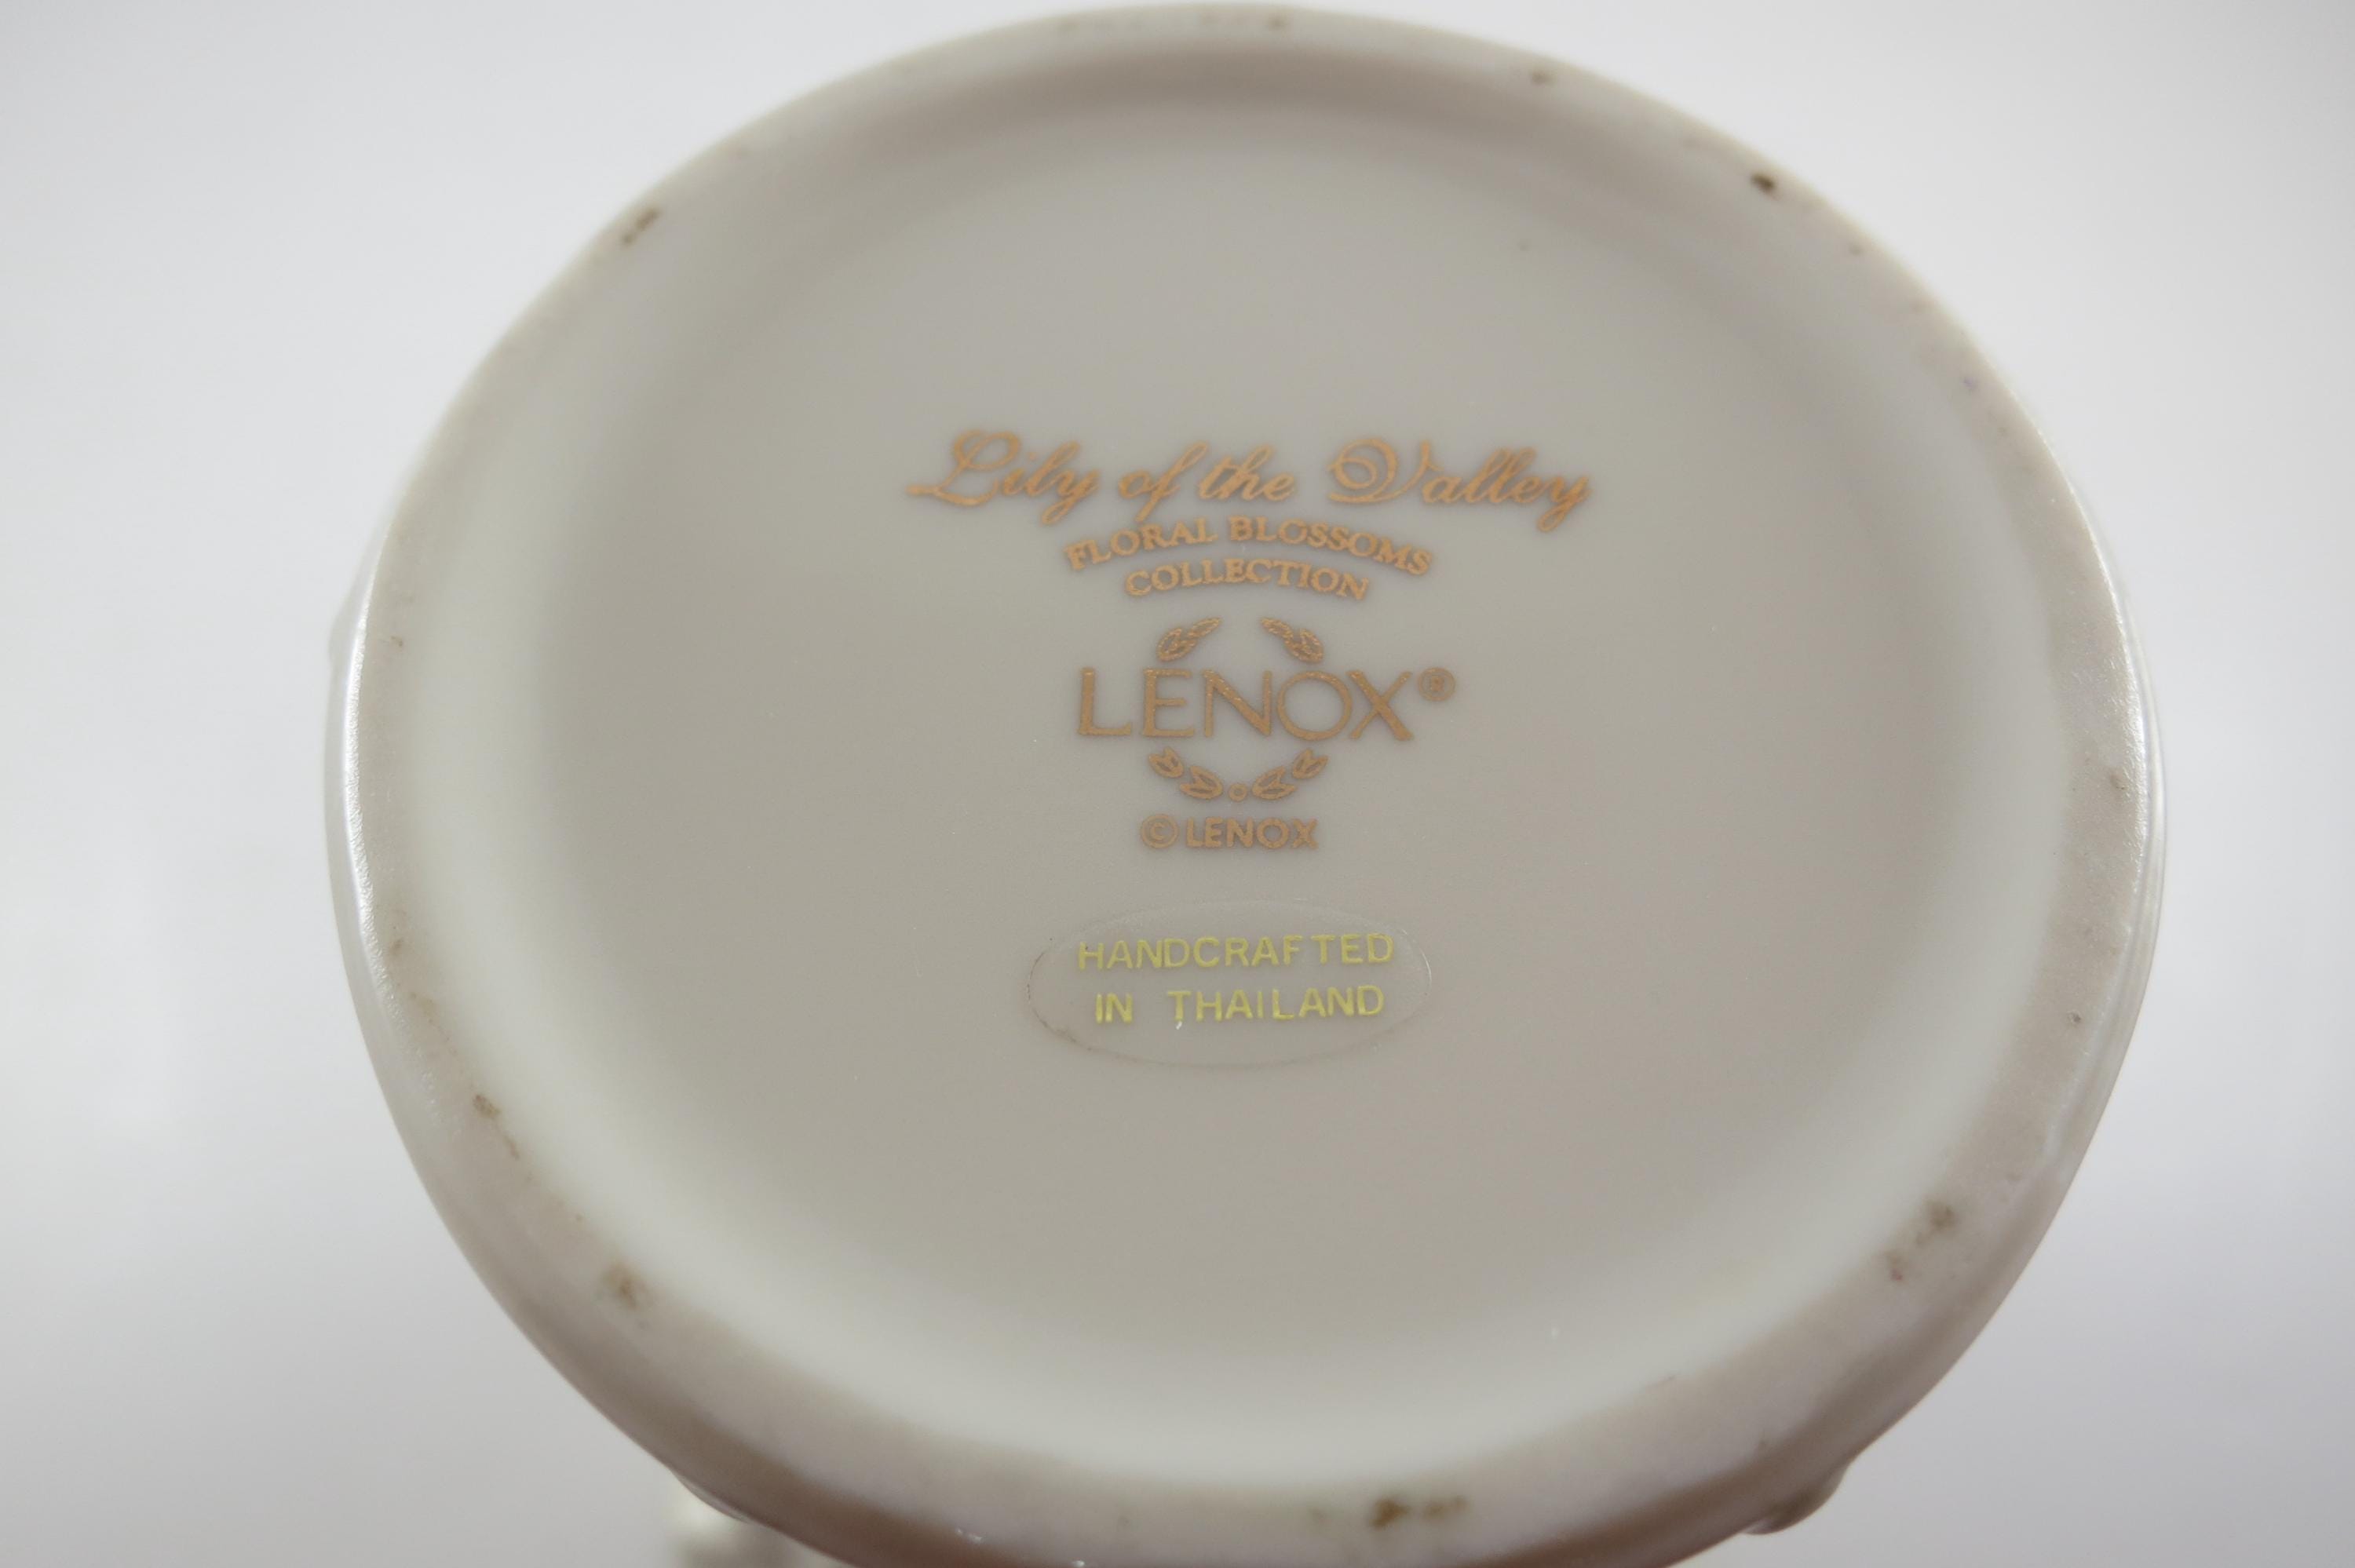 Lily of the Valley
FLORAL BLOSSOMS
COLLECTION
LENOX®
© LENOX
HANDCRAFTED
IN THAILAND